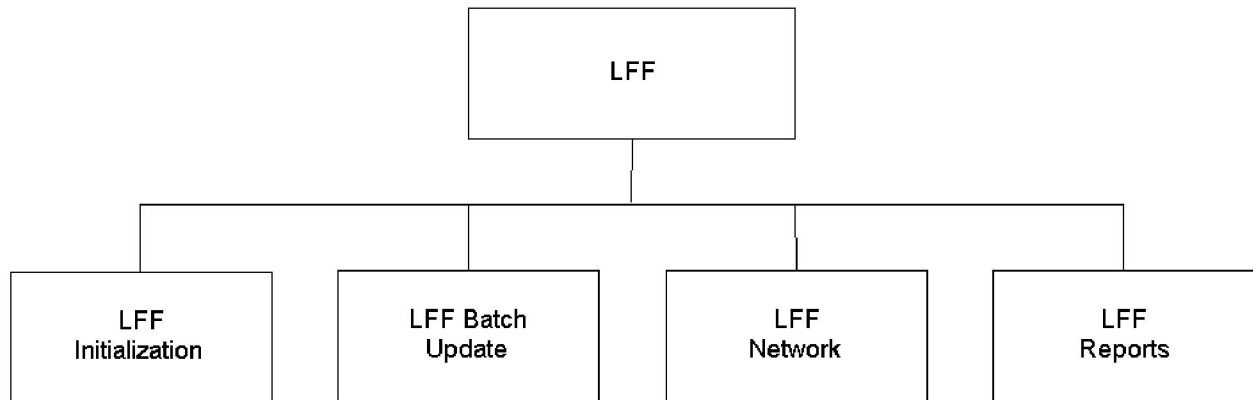 LFF
LFF
Initialization
LFF Batch
Update
LFF
Network
LFF
Reports